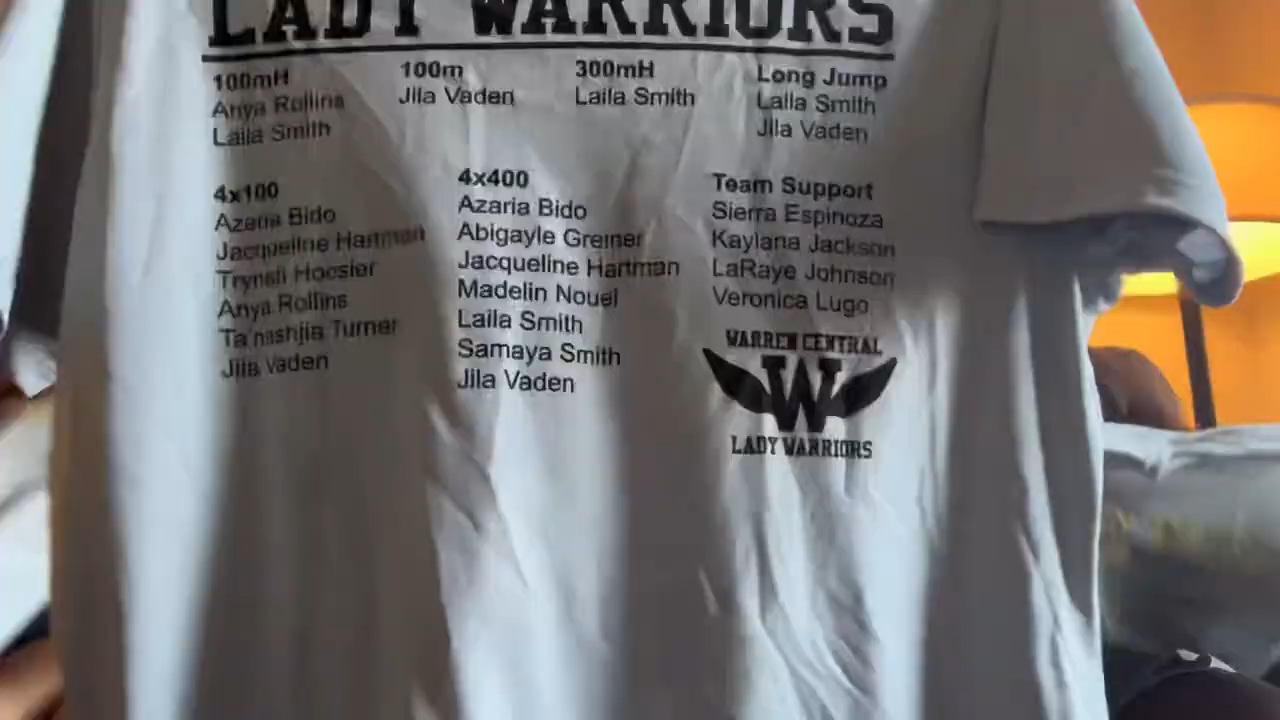 LADY WARRIORS
100mH
Anya Rollins
Laila Smith
100m
Jila Vaden
300mH
Laila Smith
Long Jump
Laila Smith
Jila Vaden
4x100
Azaria Bido
Jacqueline Hartman
Trynsli Hoosier
Anya Rollins
Ta'nashjia Turner
Jila Vaden
4x400
Azaria Bido
Abigayle Greiner
Jacqueline Hartman
Madelin Nouel
Laila Smith
Samaya Smith
Jila Vaden
Team Support
Sierra Espinoza
Kaylana Jackson
LaRaye Johnson
Veronica Lugo
WARREN CENTRAL
W
LADY WARRIORS